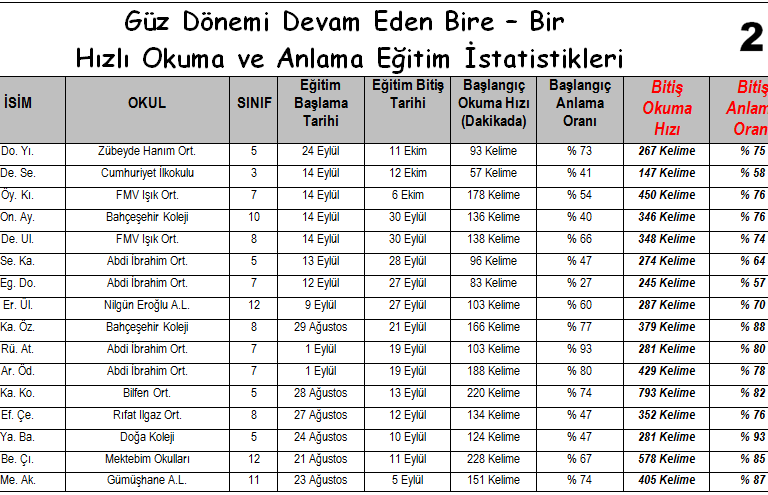 Güz Dönemi Devam Eden Bire – Bir
Hızlı Okuma ve Anlama Eğitim İstatistikleri
2
İSİM OKUL SINIF Eğitim Başlama Tarihi Eğitim Bitiş Tarihi Başlangıç Okuma Hızı (Dakikada) Başlangıç Anlama Oranı Bitiş Okuma Hızı Bitiş Anlam Oran
Do. Yı. Zübeyde Hanım Ort. 5 24 Eylül 11 Ekim 93 Kelime % 73 267 Kelime % 75
De. Se. Cumhuriyet İlkokulu 3 14 Eylül 12 Ekim 57 Kelime % 41 147 Kelime % 58
Öy. Kı. FMV Işık Ort. 7 14 Eylül 6 Ekim 178 Kelime % 54 450 Kelime % 76
On. Ay. Bahçeşehir Koleji 10 14 Eylül 30 Eylül 136 Kelime % 40 346 Kelime % 76
De. Ul. FMV Işık Ort. 8 14 Eylül 30 Eylül 138 Kelime % 66 348 Kelime % 74
Se. Ka. Abdi İbrahim Ort. 5 13 Eylül 28 Eylül 96 Kelime % 47 274 Kelime % 64
Eg. Do. Abdi İbrahim Ort. 7 12 Eylül 27 Eylül 83 Kelime % 27 245 Kelime % 57
Er. Ül. Nilgün Eroğlu A.L. 12 9 Eylül 27 Eylül 103 Kelime % 60 287 Kelime % 70
Ka. Öz. Bahçeşehir Koleji 8 29 Ağustos 21 Eylül 166 Kelime % 77 379 Kelime % 88
Rü. At. Abdi İbrahim Ort. 7 1 Eylül 19 Eylül 103 Kelime % 93 281 Kelime % 80
Ar. Öd. Abdi İbrahim Ort. 7 1 Eylül 19 Eylül 188 Kelime % 80 429 Kelime % 78
Ka. Ko. Bilfen Ort. 5 28 Ağustos 13 Eylül 220 Kelime % 74 793 Kelime % 82
Ef. Çe. Rıfat Ilgaz Ort. 8 27 Ağustos 12 Eylül 134 Kelime % 47 352 Kelime % 76
Ya. Ba. Doğa Koleji 5 24 Ağustos 10 Eylül 124 Kelime % 47 281 Kelime % 93
Be. Çı. Mektebim Okulları 12 21 Ağustos 11 Eylül 228 Kelime % 67 578 Kelime % 85
Me. Ak. Gümüşhane A.L. 11 23 Ağustos 5 Eylül 151 Kelime % 74 405 Kelime % 87